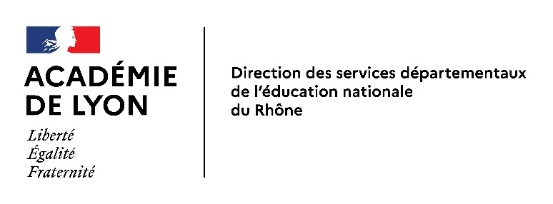 ACADÉMIE
DE LYON
Liberté
Égalité
Fraternité
Direction des services départementaux
de l'éducation nationale
du Rhône